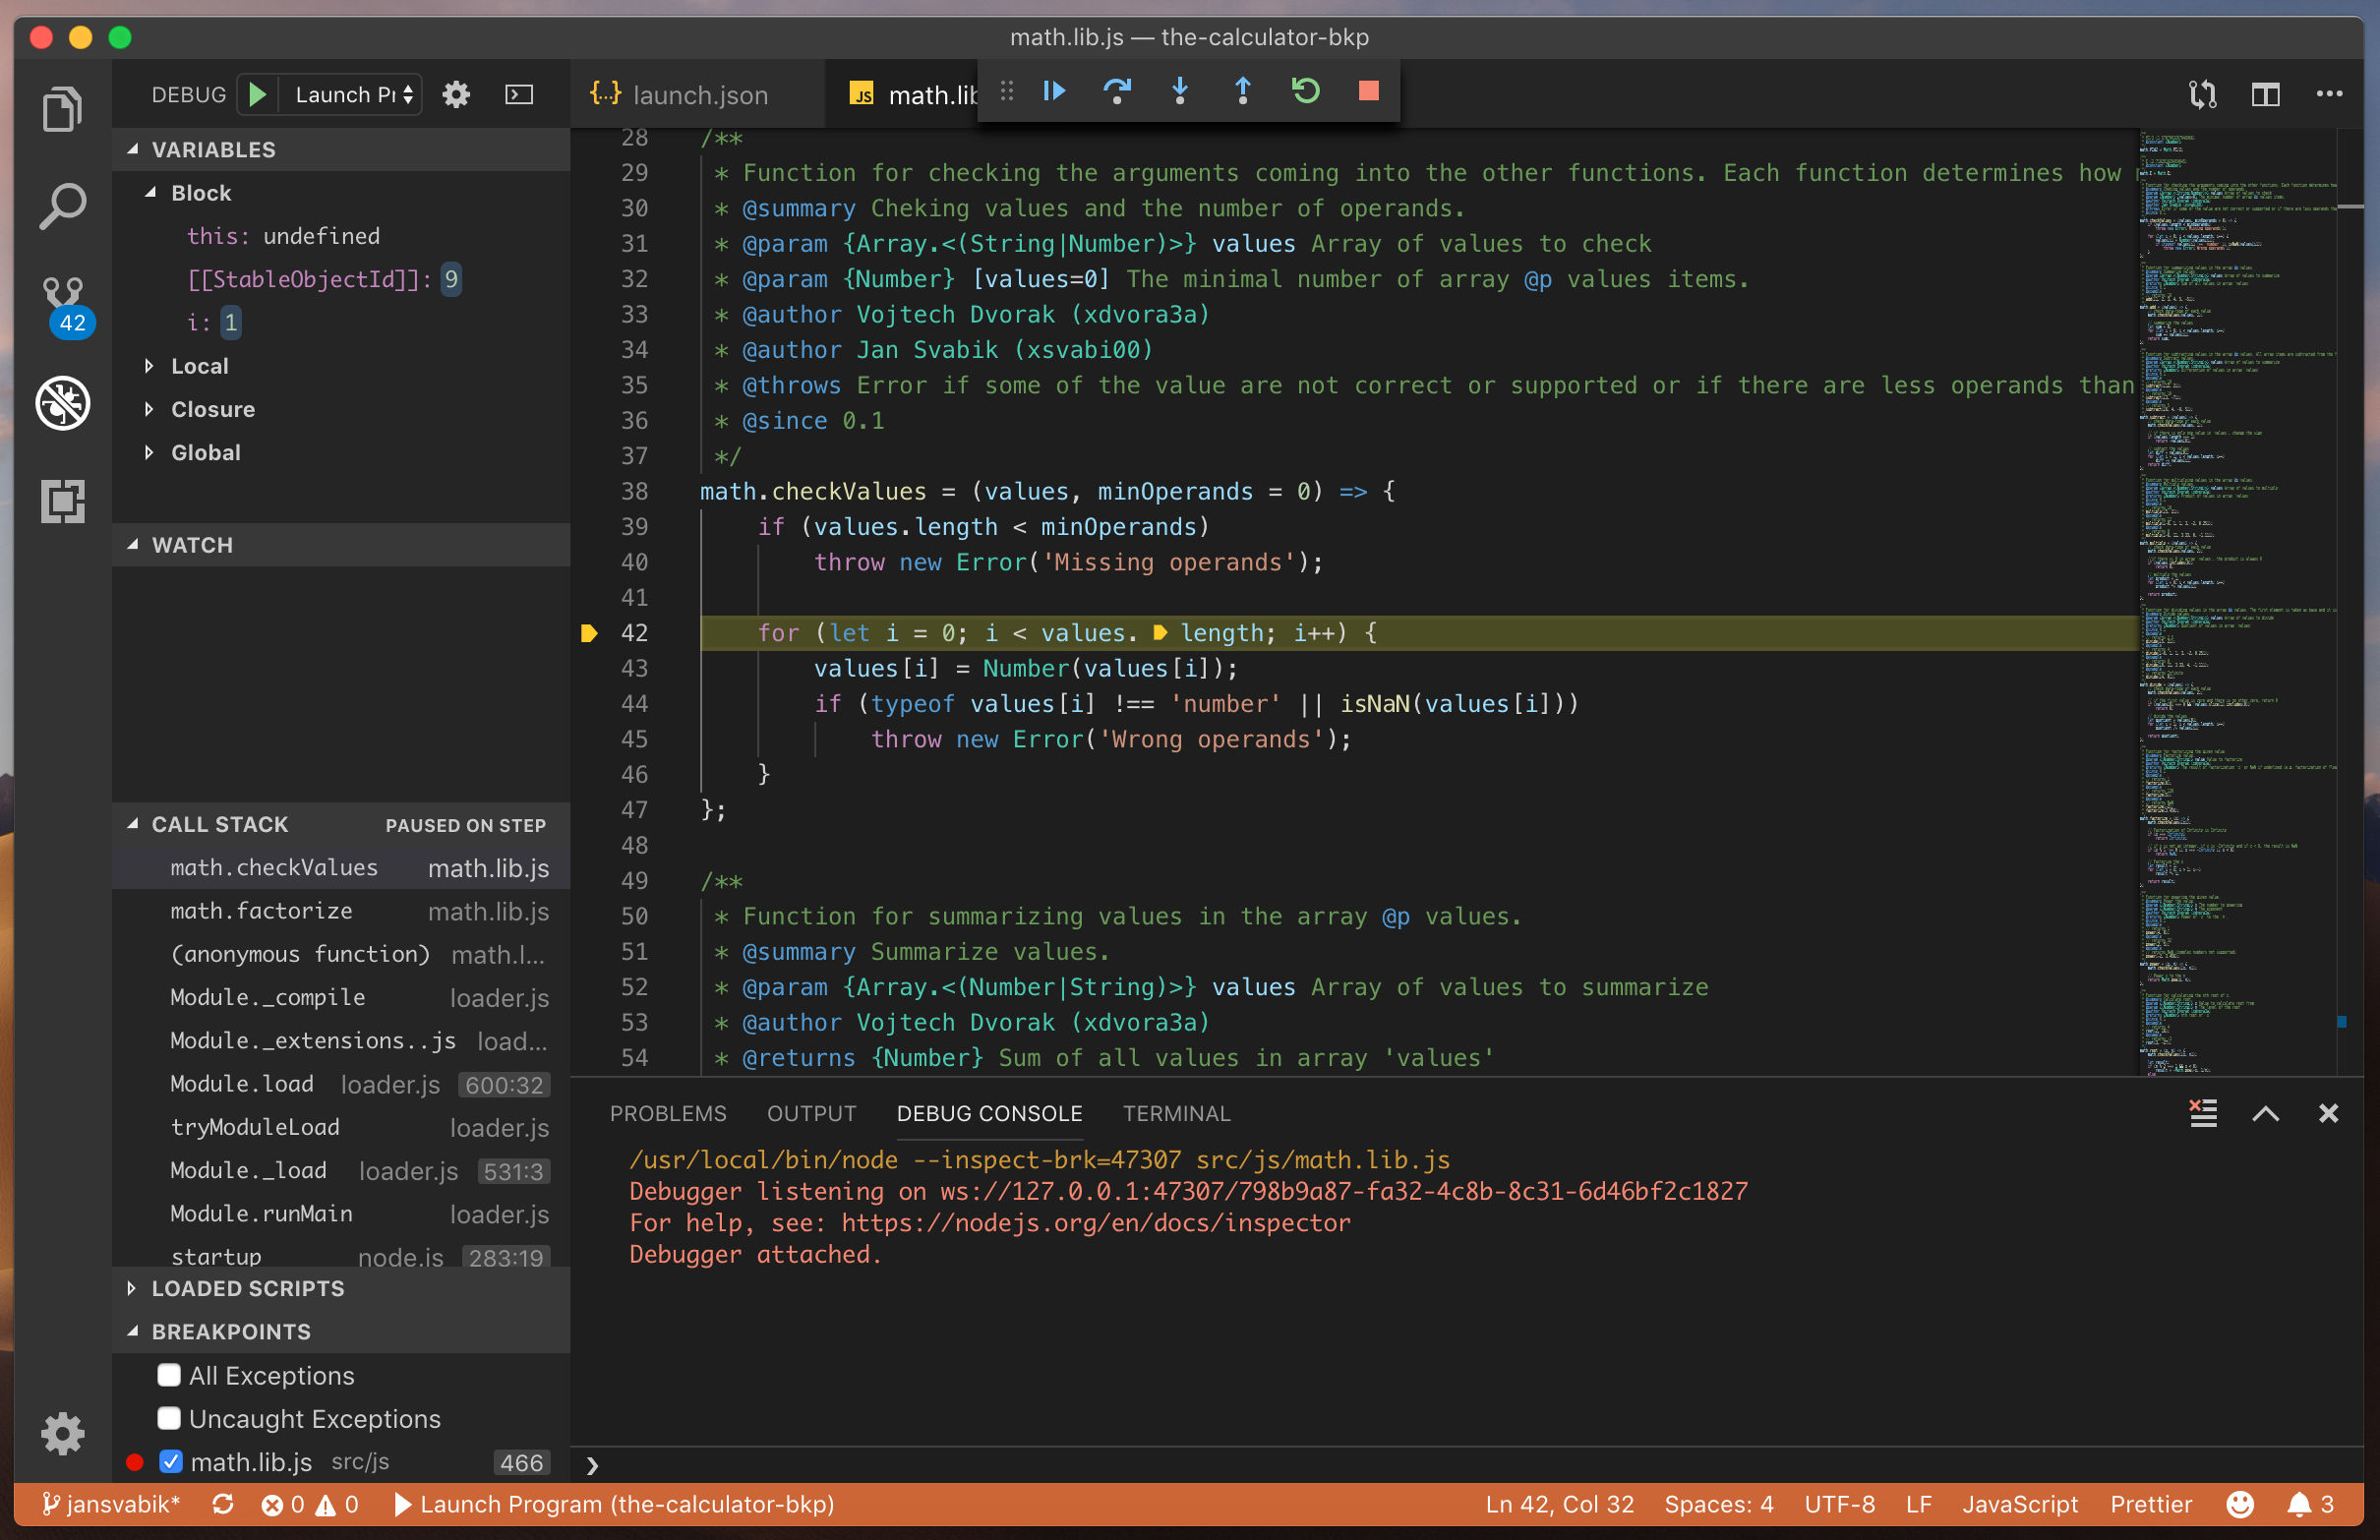 math.lib.js — the-calculator-bkp
DEBUG
Launch Pr
launch.json
JS math.lib
VARIABLES
Block
this: undefined
[[StableObjectId]]: 9
i: 1
Local
Closure
Global
42
WATCH
CALL STACK PAUSED ON STEP
math.checkValues math.lib.js
math.factorize math.lib.js
(anonymous function) math.l...
Module._compile loader.js
Module._extensions..js load...
Module.load loader.js 600:32
tryModuleLoad loader.js
Module._load loader.js 531:3
Module.runMain loader.js
startup node.js 283:19
LOADED SCRIPTS
BREAKPOINTS
All Exceptions
Uncaught Exceptions
math.lib.js src/js 466
28 /**
29 * Function for checking the arguments coming into the other functions. Each function determines how
30 * @summary Cheking values and the number of operands.
31 * @param {Array.<(String|Number)>} values Array of values to check
32 * @param {Number} [values=0] The minimal number of array @p values items.
33 * @author Vojtech Dvorak (xdvora3a)
34 * @author Jan Svabik (xsvabi00)
35 * @throws Error if some of the value are not correct or supported or if there are less operands than
36 * @since 0.1
37 */
38 math.checkValues = (values, minOperands = 0) => {
39 if (values.length < minOperands)
40 throw new Error('Missing operands');
41
42 for (let i = 0; i < values. length; i++) {
43 values[i] = Number(values[i]);
44 if (typeof values[i] !== 'number' || isNaN(values[i]))
45 throw new Error('Wrong operands');
46 }
47 };
48
49 /**
50 * Function for summarizing values in the array @p values.
51 * @summary Summarize values.
52 * @param {Array.<(Number|String)>} values Array of values to summarize
53 * @author Vojtech Dvorak (xdvora3a)
54 * @returns {Number} Sum of all values in array 'values'
PROBLEMS OUTPUT DEBUG CONSOLE TERMINAL
/usr/local/bin/node --inspect-brk=47307 src/js/math.lib.js
Debugger listening on ws://127.0.0.1:47307/798b9a87-fa32-4c8b-8c31-6d46bf2c1827
For help, see: https://nodejs.org/en/docs/inspector
Debugger attached.
jansvabik* 0 0 Launch Program (the-calculator-bkp) Ln 42, Col 32 Spaces: 4 UTF-8 LF JavaScript Prettier 3